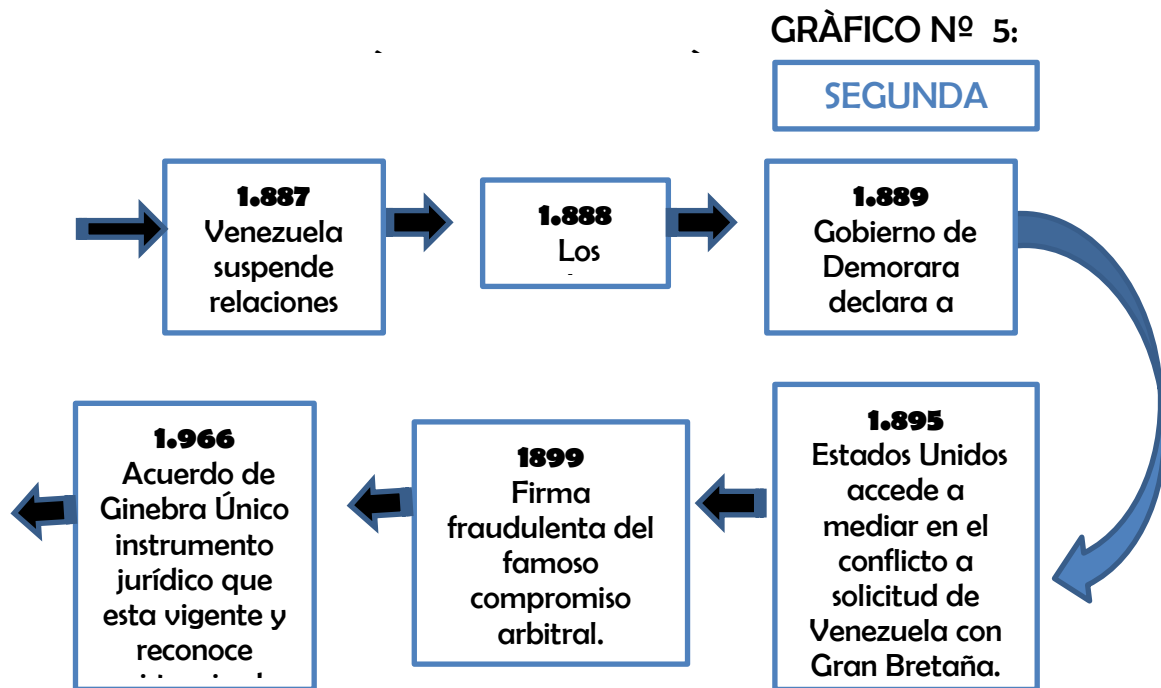 GRÀFICO Nº 5:
SEGUNDA
1.887
Venezuela
suspende
relaciones
1.888
Los
1.889
Gobierno de
Demorara
declara a
1.895
Estados Unidos
accede a
mediar en el
conflicto a
solicitud de
Venezuela con
Gran Bretaña.
1899
Firma
fraudulenta del
famoso
compromiso
arbitral.
1.966
Acuerdo de
Ginebra Único
instrumento
jurídico que
esta vigente y
reconoce